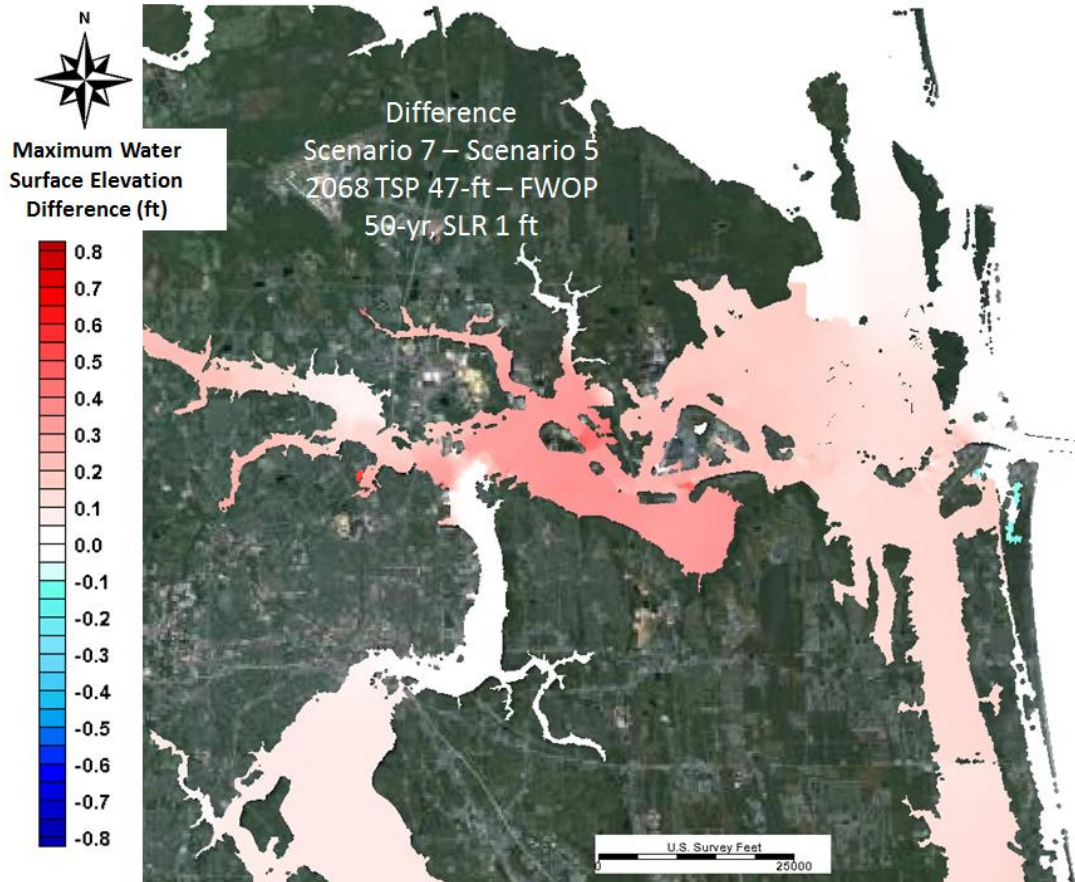 N
Maximum Water
Surface Elevation
Difference (ft)
0.8
0.7
0.6
0.5
0.4
0.3
0.2
0.1
0.0
-0.1
-0.2
-0.3
-0.4
-0.5
-0.6
-0.7
-0.8
Difference
Scenario 7 – Scenario 5
2068 TSP 47-ft – FWOP
50-yr, SLR 1 ft
U.S. Survey Feet
0 25000